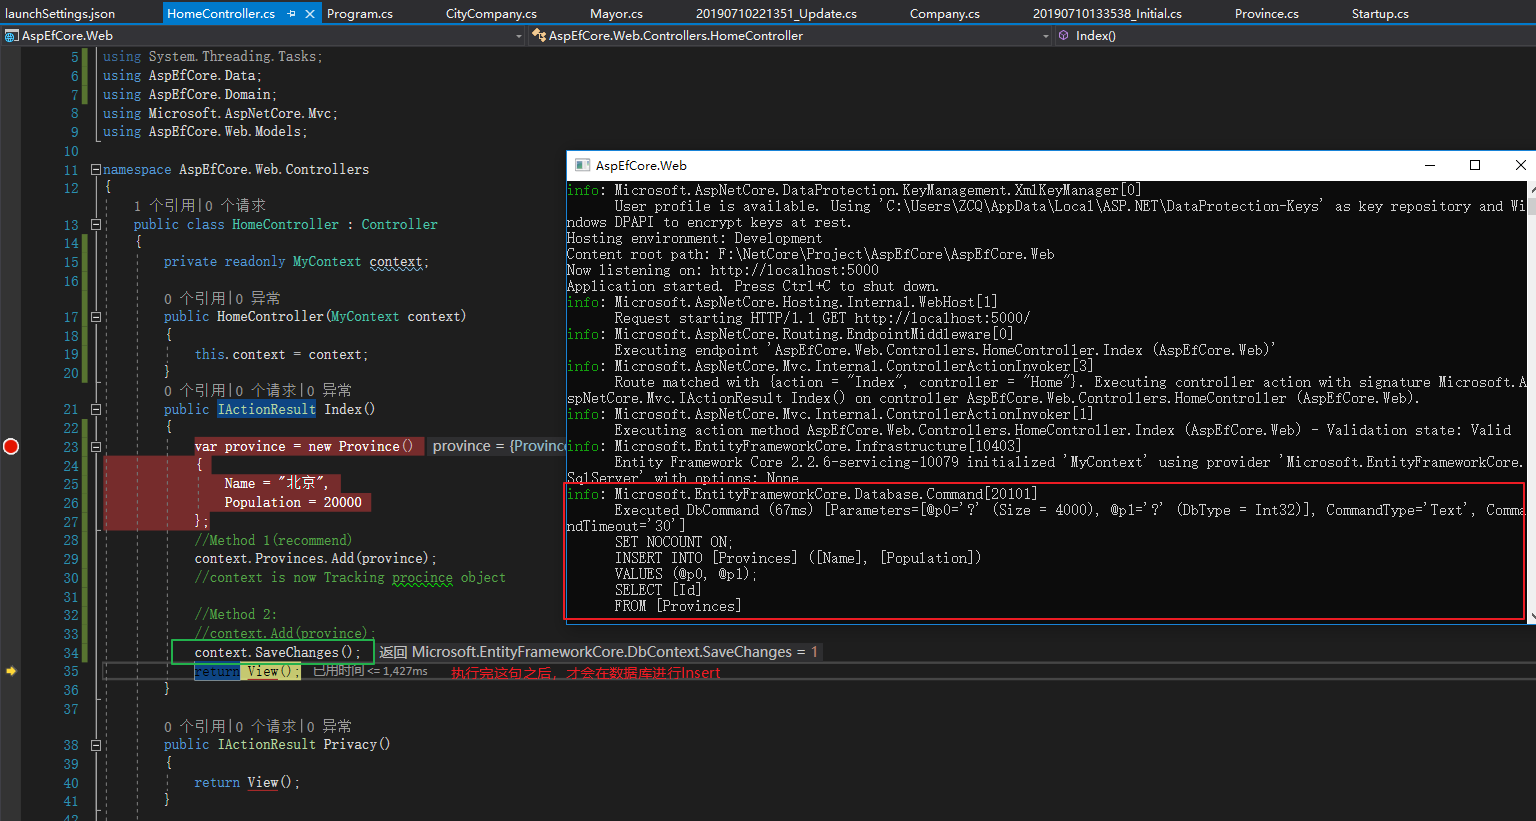 launchSettings.json HomeController.cs Program.cs CityCompany.cs Mayor.cs 20190710221351_Update.cs Company.cs 20190710133538_Initial.cs Province.cs Startup.cs
AspEfCore.Web AspEfCore.Web.Controllers.HomeController Index()
5 using System.Threading.Tasks;
6 using AspEfCore.Data;
7 using AspEfCore.Domain;
8 using Microsoft.AspNetCore.Mvc;
9 using AspEfCore.Web.Models;
10
11 namespace AspEfCore.Web.Controllers
12 {
1 个引用|0 个请求
13 public class HomeController : Controller
14 {
15 private readonly MyContext context;
16
0 个引用|0 异常
17 public HomeController(MyContext context)
18 {
19 this.context = context;
20 }
0 个引用|0 个请求|0 异常
21 public IActionResult Index()
22 {
23 var province = new Province() province = {Province
24 {
25 Name = "北京",
26 Population = 20000
27 };
28 //Method 1(recommend)
29 context.Provinces.Add(province);
30 //context is now Tracking procince object
31
32 //Method 2:
33 //context.Add(province);
34 context.SaveChanges(); 返回 Microsoft.EntityFrameworkCore.DbContext.SaveChanges = 1
35 return View(); 已用时间 <= 1,427ms 执行完这句之后，才会在数据库进行Insert
36 }
37
0 个引用|0 个请求|0 异常
38 public IActionResult Privacy()
39 {
40 return View();
41 }
42
AspEfCore.Web
info: Microsoft.AspNetCore.DataProtection.KeyManagement.XmlKeyManager[0]
User profile is available. Using 'C:\Users\ZCQ\AppData\Local\ASP.NET\DataProtection-Keys' as key repository and Wi
ndows DPAPI to encrypt keys at rest.
Hosting environment: Development
Content root path: F:\NetCore\Project\AspEfCore\AspEfCore.Web
Now listening on: http://localhost:5000
Application started. Press Ctrl+C to shut down.
info: Microsoft.AspNetCore.Hosting.Internal.WebHost[1]
Request starting HTTP/1.1 GET http://localhost:5000/
info: Microsoft.AspNetCore.Routing.EndpointMiddleware[0]
Executing endpoint 'AspEfCore.Web.Controllers.HomeController.Index (AspEfCore.Web)'
info: Microsoft.AspNetCore.Mvc.Internal.ControllerActionInvoker[3]
Route matched with {action = "Index", controller = "Home"}. Executing controller action with signature Microsoft.A
spNetCore.Mvc.IActionResult Index() on controller AspEfCore.Web.Controllers.HomeController (AspEfCore.Web).
info: Microsoft.AspNetCore.Mvc.Internal.ControllerActionInvoker[1]
Executing action method AspEfCore.Web.Controllers.HomeController.Index (AspEfCore.Web) - Validation state: Valid
info: Microsoft.EntityFrameworkCore.Infrastructure[10403]
Entity Framework Core 2.2.6-servicing-10079 initialized 'MyContext' using provider 'Microsoft.EntityFrameworkCore.
SqlServer' with options: None
info: Microsoft.EntityFrameworkCore.Database.Command[20101]
Executed DbCommand (67ms) [Parameters=[@p0='?' (Size = 4000), @p1='?' (DbType = Int32)], CommandType='Text', Comma
ndTimeout='30']
SET NOCOUNT ON;
INSERT INTO [Provinces] ([Name], [Population])
VALUES (@p0, @p1);
SELECT [Id]
FROM [Provinces]